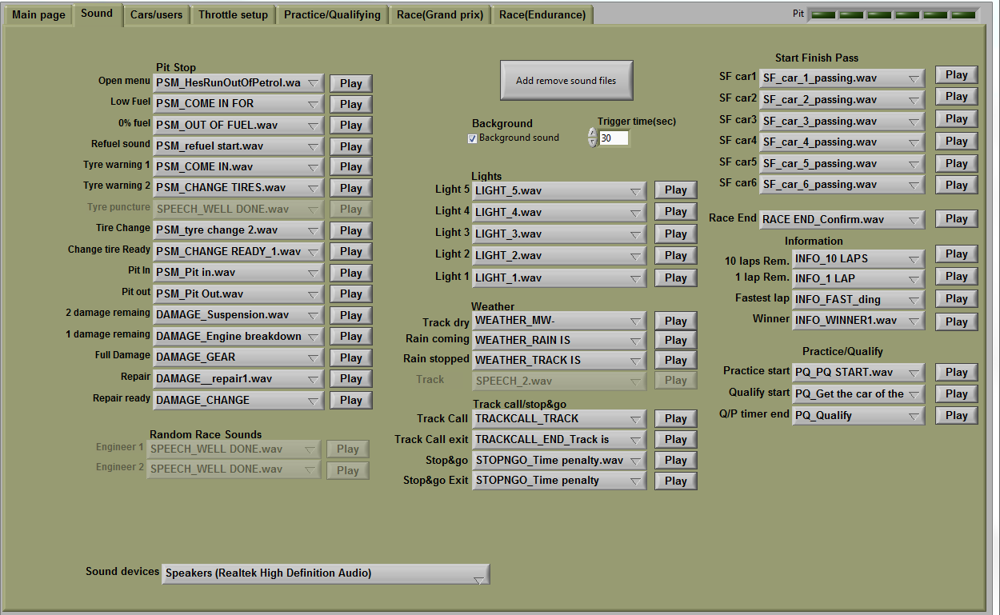 Main page
Sound
Cars/users
Throttle setup
Practice/Qualifying
Race(Grand prix)
Race(Endurance)
Pit
Pit Stop
Open menu PSM_HesRunOutOfPetrol.wa Play
Low Fuel PSM_COME IN FOR Play
0% fuel PSM_OUT OF FUEL.wav Play
Refuel sound PSM_refuel start.wav Play
Tyre warning 1 PSM_COME IN.wav Play
Tyre warning 2 PSM_CHANGE TIRES.wav Play
Tyre puncture SPEECH_WELL DONE.wav Play
Tire Change PSM_tyre change 2.wav Play
Change tire Ready PSM_CHANGE READY_1.wav Play
Pit In PSM_Pit in.wav Play
Pit out PSM_Pit Out.wav Play
2 damage remaing DAMAGE_Suspension.wav Play
1 damage remaing DAMAGE_Engine breakdown Play
Full Damage DAMAGE_GEAR Play
Repair DAMAGE__repair1.wav Play
Repair ready DAMAGE_CHANGE Play
Random Race Sounds
Engineer 1 SPEECH_WELL DONE.wav Play
Engineer 2 SPEECH_WELL DONE.wav Play
Sound devices Speakers (Realtek High Definition Audio)
Add remove sound files
Background
Background sound
Trigger time(sec)
30
Lights
Light 5 LIGHT_5.wav Play
Light 4 LIGHT_4.wav Play
Light 3 LIGHT_3.wav Play
Light 2 LIGHT_2.wav Play
Light 1 LIGHT_1.wav Play
Weather
Track dry WEATHER_MW- Play
Rain coming WEATHER_RAIN IS Play
Rain stopped WEATHER_TRACK IS Play
Track SPEECH_2.wav Play
Track call/stop&go
Track Call TRACKCALL_TRACK Play
Track Call exit TRACKCALL_END_Track is Play
Stop&go STOPNGO_Time penalty.wav Play
Stop&go Exit STOPNGO_Time penalty Play
Start Finish Pass
SF car1 SF_car_1_passing.wav Play
SF car2 SF_car_2_passing.wav Play
SF car3 SF_car_3_passing.wav Play
SF car4 SF_car_4_passing.wav Play
SF car5 SF_car_5_passing.wav Play
SF car6 SF_car_6_passing.wav Play
Race End RACE END_Confirm.wav Play
Information
10 laps Rem. INFO_10 LAPS Play
1 lap Rem. INFO_1 LAP Play
Fastest lap INFO_FAST_ding Play
Winner INFO_WINNER1.wav Play
Practice/Qualify
Practice start PQ_PQ START.wav Play
Qualify start PQ_Get the car of the Play
Q/P timer end PQ_Qualify Play